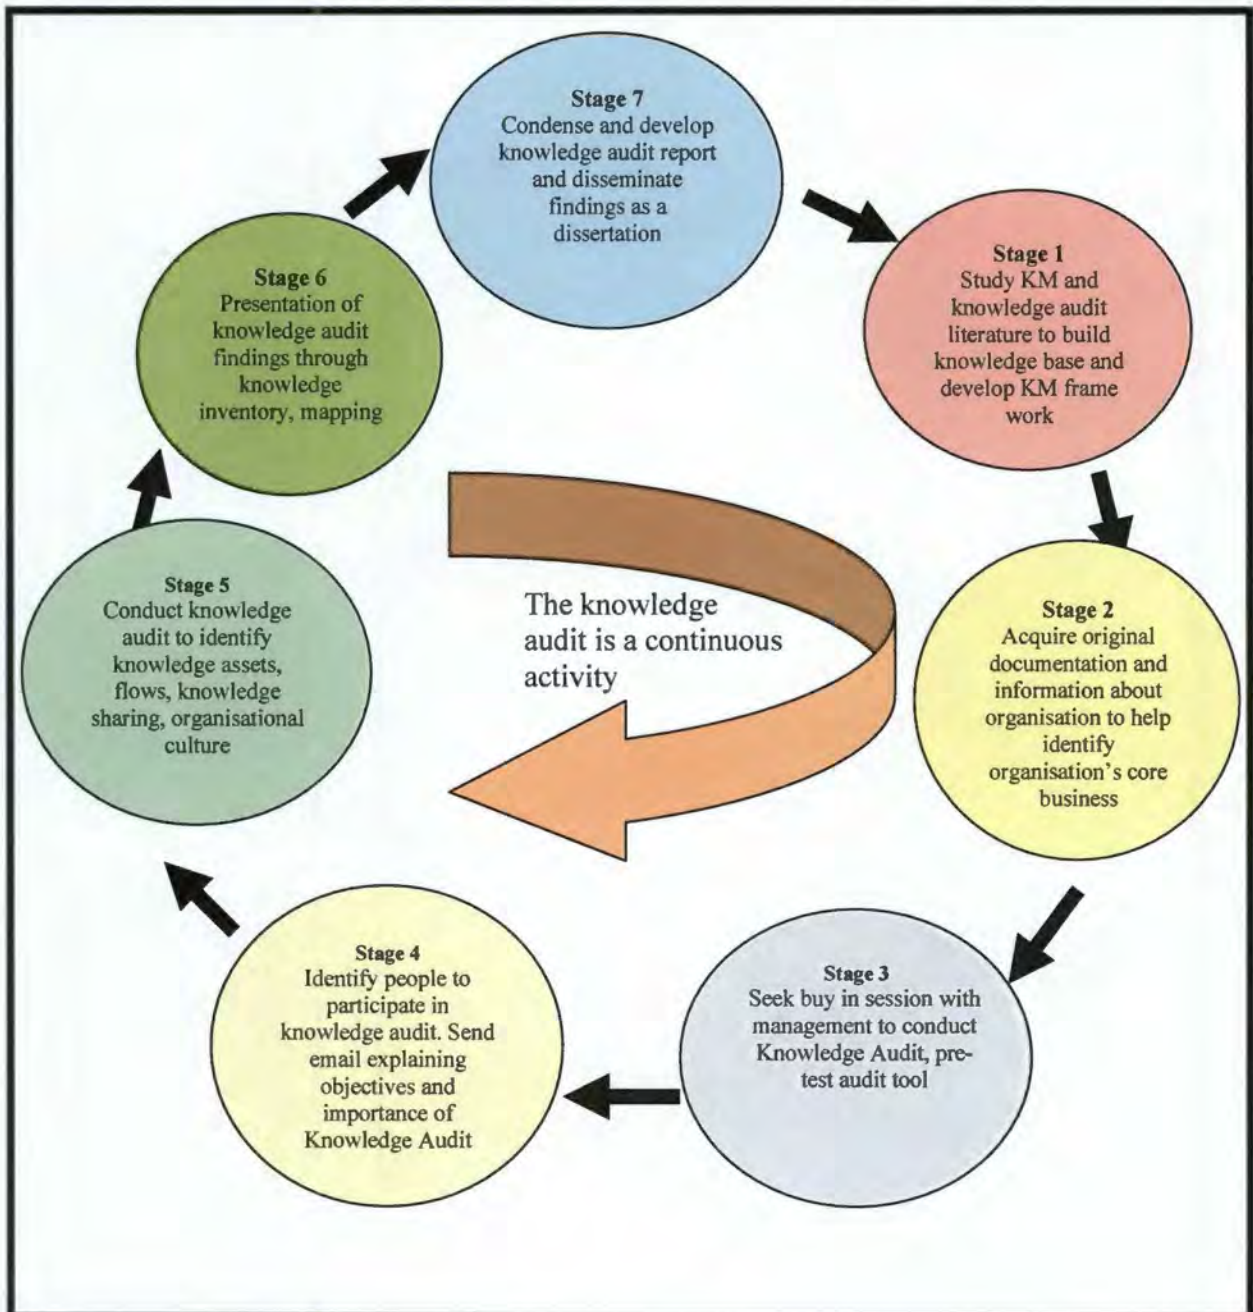 Stage 7
Condense and develop
knowledge audit report
and disseminate
findings as a
dissertation
Stage 1
Study KM and
knowledge audit
literature to build
knowledge base and
develop KM frame
work
Stage 2
Acquire original
documentation and
information about
organisation to help
identify
organisation's core
business
Stage 3
Seek buy in session with
management to conduct
Knowledge Audit, pre-
test audit tool
Stage 4
Identify people to
participate in
knowledge audit. Send
email explaining
objectives and
importance of
Knowledge Audit
Stage 5
Conduct knowledge
audit to identify
knowledge assets,
flows, knowledge
sharing, organisational
culture
Stage 6
Presentation of
knowledge audit
findings through
knowledge
inventory, mapping
The knowledge
audit is a continuous
activity